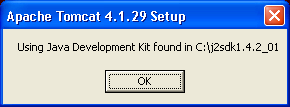 Apache Tomcat 4.1.29 Setup
Using Java Development Kit found in C:\j2sdk1.4.2_01
OK